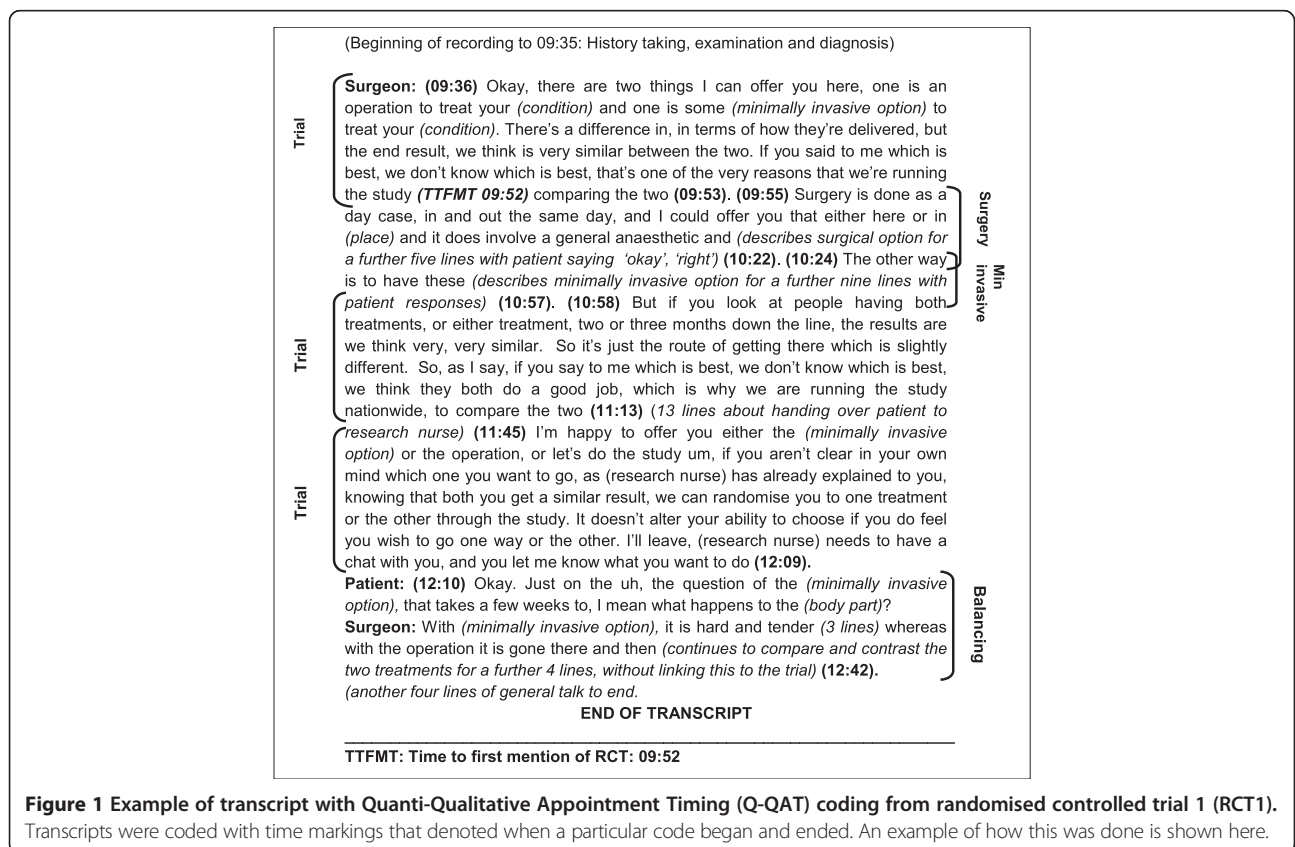 (Beginning of recording to 09:35: History taking, examination and diagnosis)
Trial
Surgeon: (09:36) Okay, there are two things I can offer you here, one is an
operation to treat your (condition) and one is some (minimally invasive option) to
treat your (condition). There's a difference in, in terms of how they're delivered, but
the end result, we think is very similar between the two. If you said to me which is
best, we don't know which is best, that's one of the very reasons that we're running
the study (TTFMT 09:52) comparing the two (09:53). (09:55) Surgery is done as a
day case, in and out the same day, and I could offer you that either here or in
(place) and it does involve a general anaesthetic and (describes surgical option for
a further five lines with patient saying 'okay', 'right') (10:22). (10:24) The other way
is to have these (describes minimally invasive option for a further nine lines with
patient responses) (10:57). (10:58) But if you look at people having both
treatments, or either treatment, two or three months down the line, the results are
we think very, very similar. So it's just the route of getting there which is slightly
different. So, as I say, if you say to me which is best, we don't know which is best,
we think they both do a good job, which is why we are running the study
nationwide, to compare the two (11:13) (13 lines about handing over patient to
research nurse) (11:45) I'm happy to offer you either the (minimally invasive
option) or the operation, or let's do the study um, if you aren't clear in your own
mind which one you want to go, as (research nurse) has already explained to you,
knowing that both you get a similar result, we can randomise you to one treatment
or the other through the study. It doesn't alter your ability to choose if you do feel
you wish to go one way or the other. I'll leave, (research nurse) needs to have a
chat with you, and you let me know what you want to do (12:09).
Patient: (12:10) Okay. Just on the uh, the question of the (minimally invasive
option), that takes a few weeks to, I mean what happens to the (body part)?
Surgeon: With (minimally invasive option), it is hard and tender (3 lines) whereas
with the operation it is gone there and then (continues to compare and contrast the
two treatments for a further 4 lines, without linking this to the trial) (12:42).
(another four lines of general talk to end.
END OF TRANSCRIPT
Surgery
Min
invasive
Trial
Trial
Balancing
TTFMT: Time to first mention of RCT: 09:52
Figure 1 Example of transcript with Quanti-Qualitative Appointment Timing (Q-QAT) coding from randomised controlled trial 1 (RCT1).
Transcripts were coded with time markings that denoted when a particular code began and ended. An example of how this was done is shown here.